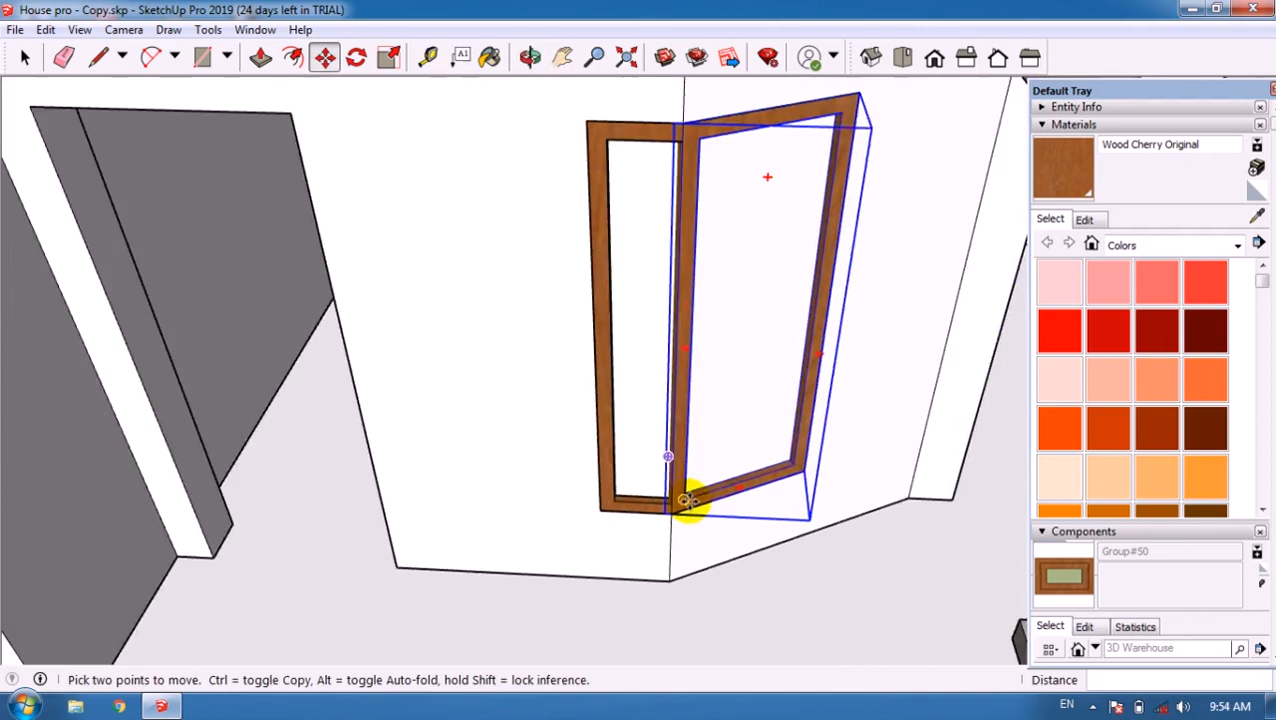 House pro - Copy.skp - SketchUp Pro 2019 (24 days left in TRIAL)
File Edit View Camera Draw Tools Window Help
A1
Default Tray
Entity Info
Materials
Wood Cherry Original
Select Edit
Colors
Components
Group#50
Select Edit Statistics
3D Warehouse
Pick two points to move. Ctrl = toggle Copy, Alt = toggle Auto-fold, hold Shift = lock inference.
Distance
EN
9:54 AM